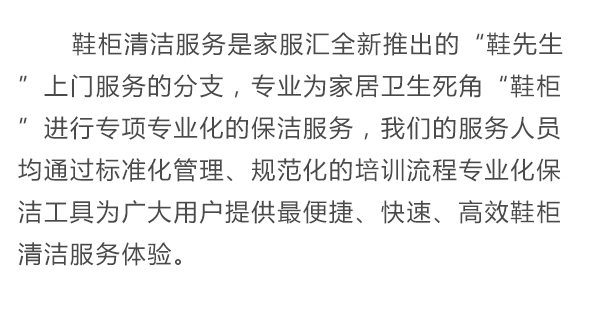 鞋柜清洁服务是家服汇全新推出的“鞋先生
”上门服务的分支，专业为家居卫生死角“鞋柜
”进行专项专业化的保洁服务，我们的服务人员
均通过标准化管理、规范化的培训流程专业化保
洁工具为广大用户提供最便捷、快速、高效鞋柜
清洁服务体验。